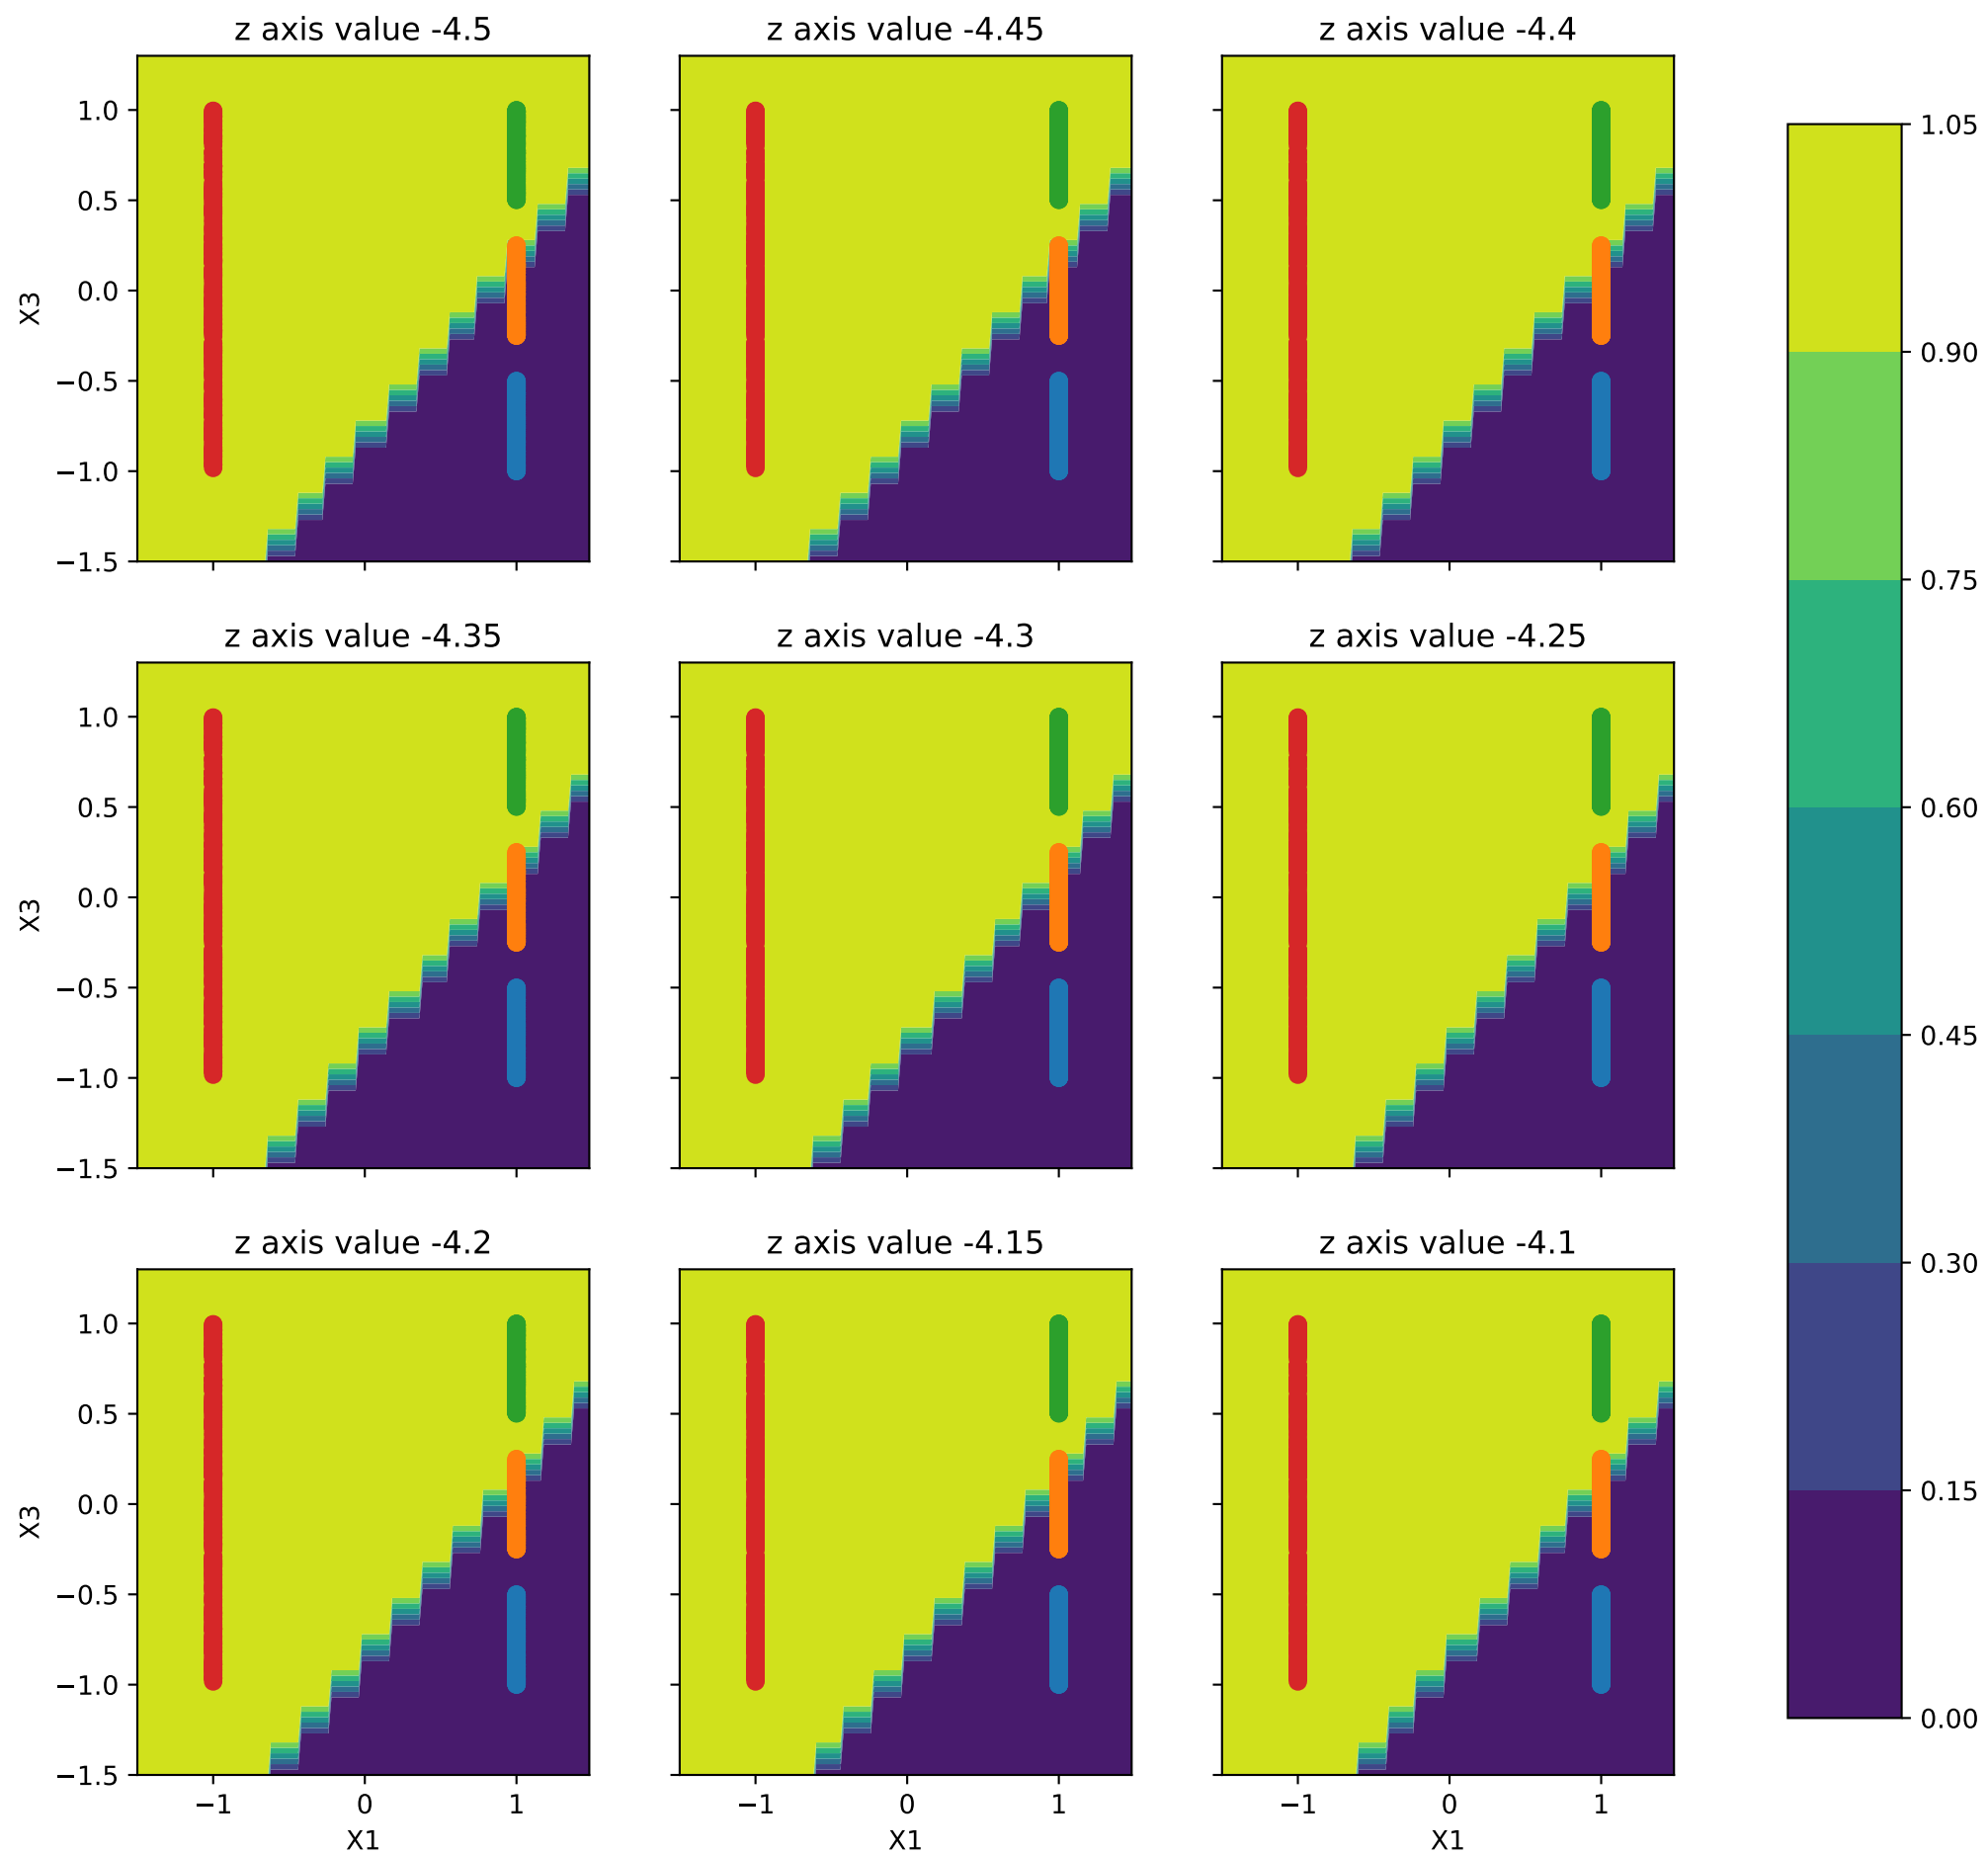 z axis value -4.5
z axis value -4.45
z axis value -4.4
X3
1.0
0.5
0.0
−0.5
−1.0
−1.5
z axis value -4.35
z axis value -4.3
z axis value -4.25
X3
1.0
0.5
0.0
−0.5
−1.0
−1.5
z axis value -4.2
z axis value -4.15
z axis value -4.1
X3
1.0
0.5
0.0
−0.5
−1.0
−1.5
−1 0 1
X1
−1 0 1
X1
−1 0 1
X1
1.05
0.90
0.75
0.60
0.45
0.30
0.15
0.00